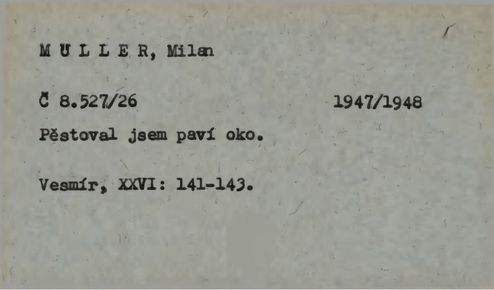 M U L L E R, Milan
Č 8.527/26 1947/1948
Pěstoval jsem paví oko.
Vesmír, XXVI: 141-143.